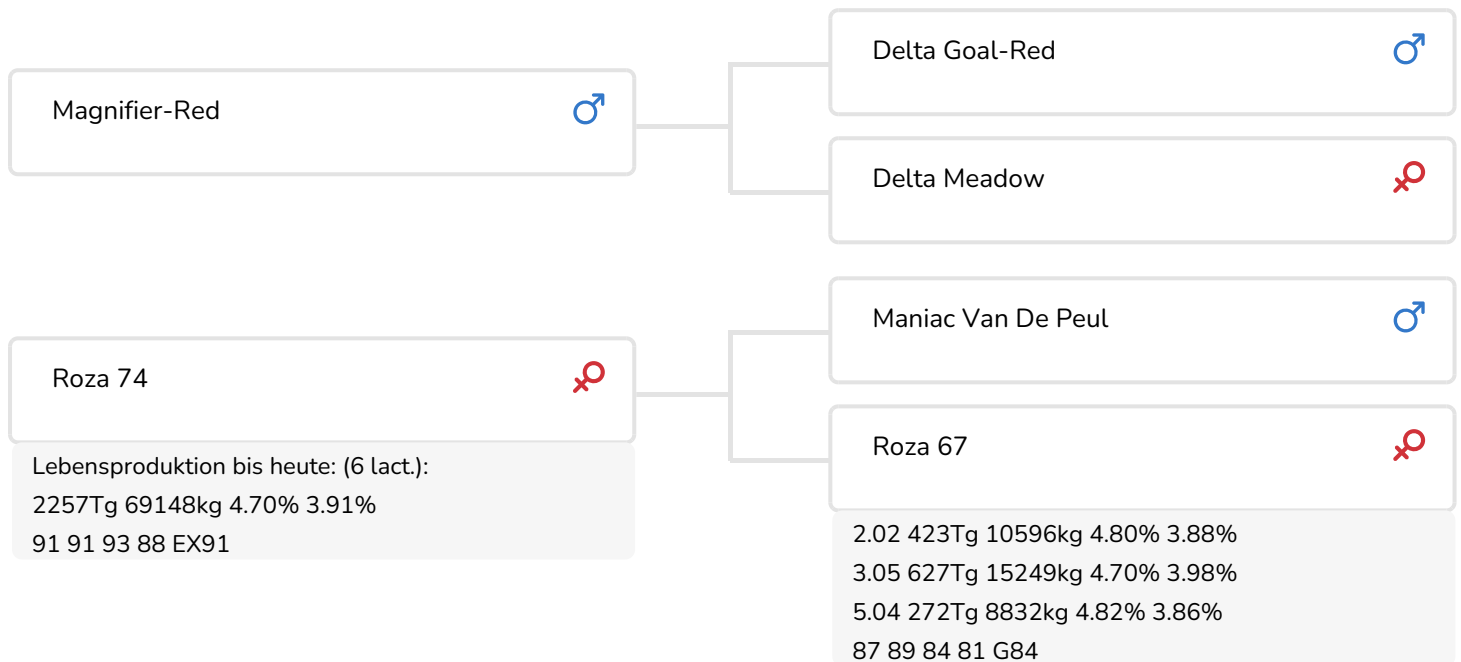 Delta Goal-Red
Magnifier-Red
Delta Meadow
Maniac Van De Peul
Roza 74
Roza 67
Lebensproduktion bis heute: (6 lact.):
2257Tg 69148kg 4.70% 3.91%
91 91 93 88 EX91
2.02 423Tg 10596kg 4.80% 3.88%
3.05 627Tg 15249kg 4.70% 3.98%
5.04 272Tg 8832kg 4.82% 3.86%
87 89 84 81 G84